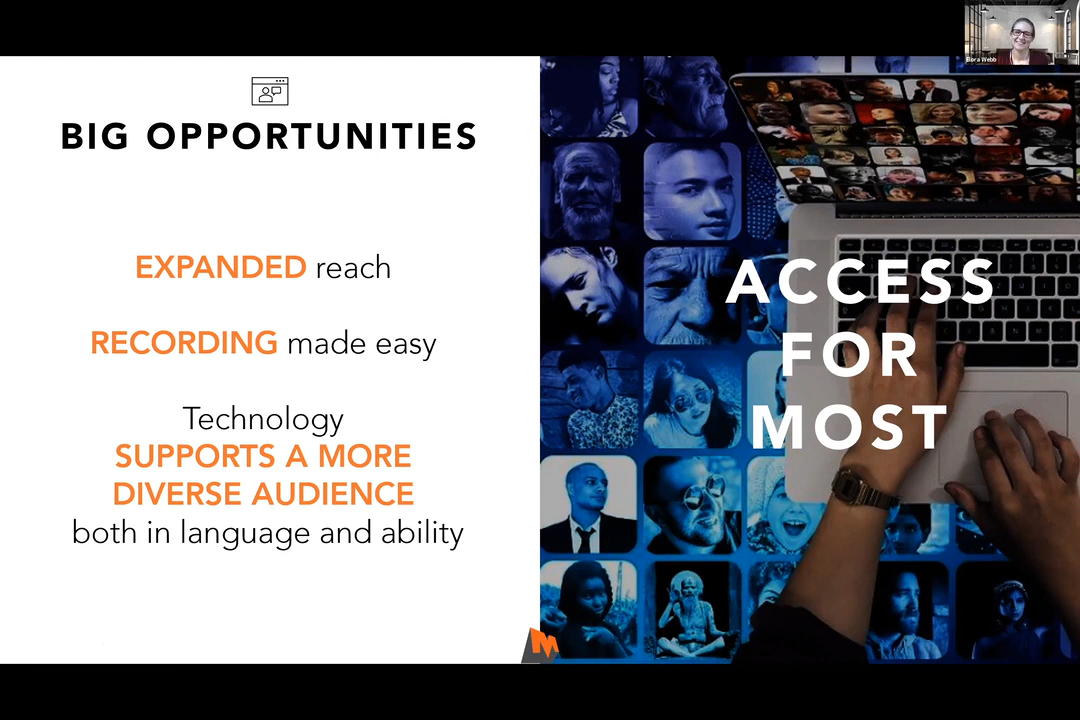 BIG OPPORTUNITIES
EXPANDED reach
RECORDING made easy
Technology
SUPPORTS A MORE
DIVERSE AUDIENCE
both in language and ability
ACCESS
FOR
MOST
Webb